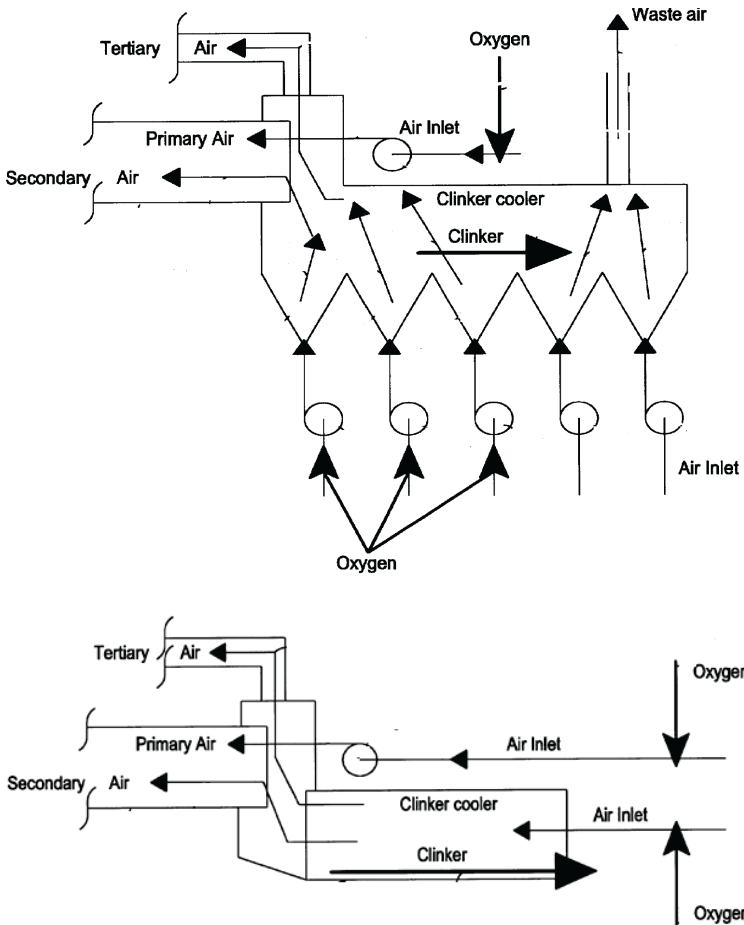 Waste air
Oxygen
Tertiary Air
Air Inlet
Primary Air
Secondary Air
Clinker cooler
Clinker
Air Inlet
Oxygen
Tertiary Air
Oxygen
Primary Air
Air Inlet
Secondary Air
Clinker cooler
Air Inlet
Clinker
Oxygen